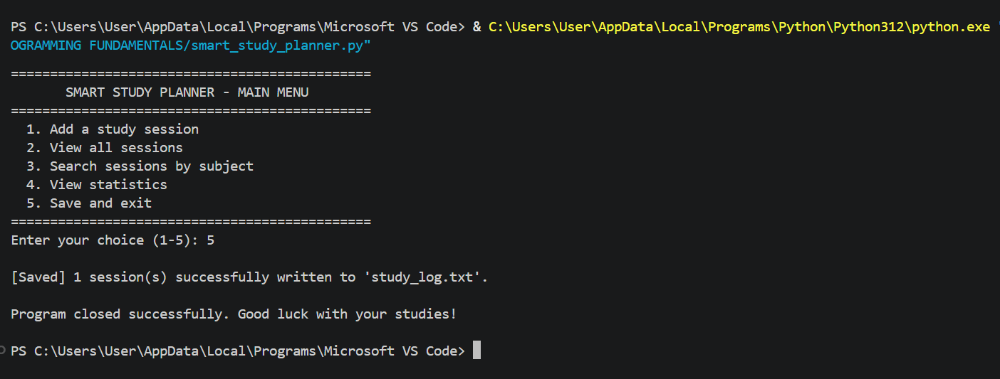 PS C:\Users\User\AppData\Local\Programs\Microsoft VS Code> & C:\Users\User\AppData\Local\Programs\Python\Python312\python.exe
OGRAMMING FUNDAMENTALS/smart_study_planner.py"
==============================================
SMART STUDY PLANNER - MAIN MENU
==============================================
1. Add a study session
2. View all sessions
3. Search sessions by subject
4. View statistics
5. Save and exit
==============================================
Enter your choice (1-5): 5
[Saved] 1 session(s) successfully written to 'study_log.txt'.
Program closed successfully. Good luck with your studies!
PS C:\Users\User\AppData\Local\Programs\Microsoft VS Code>